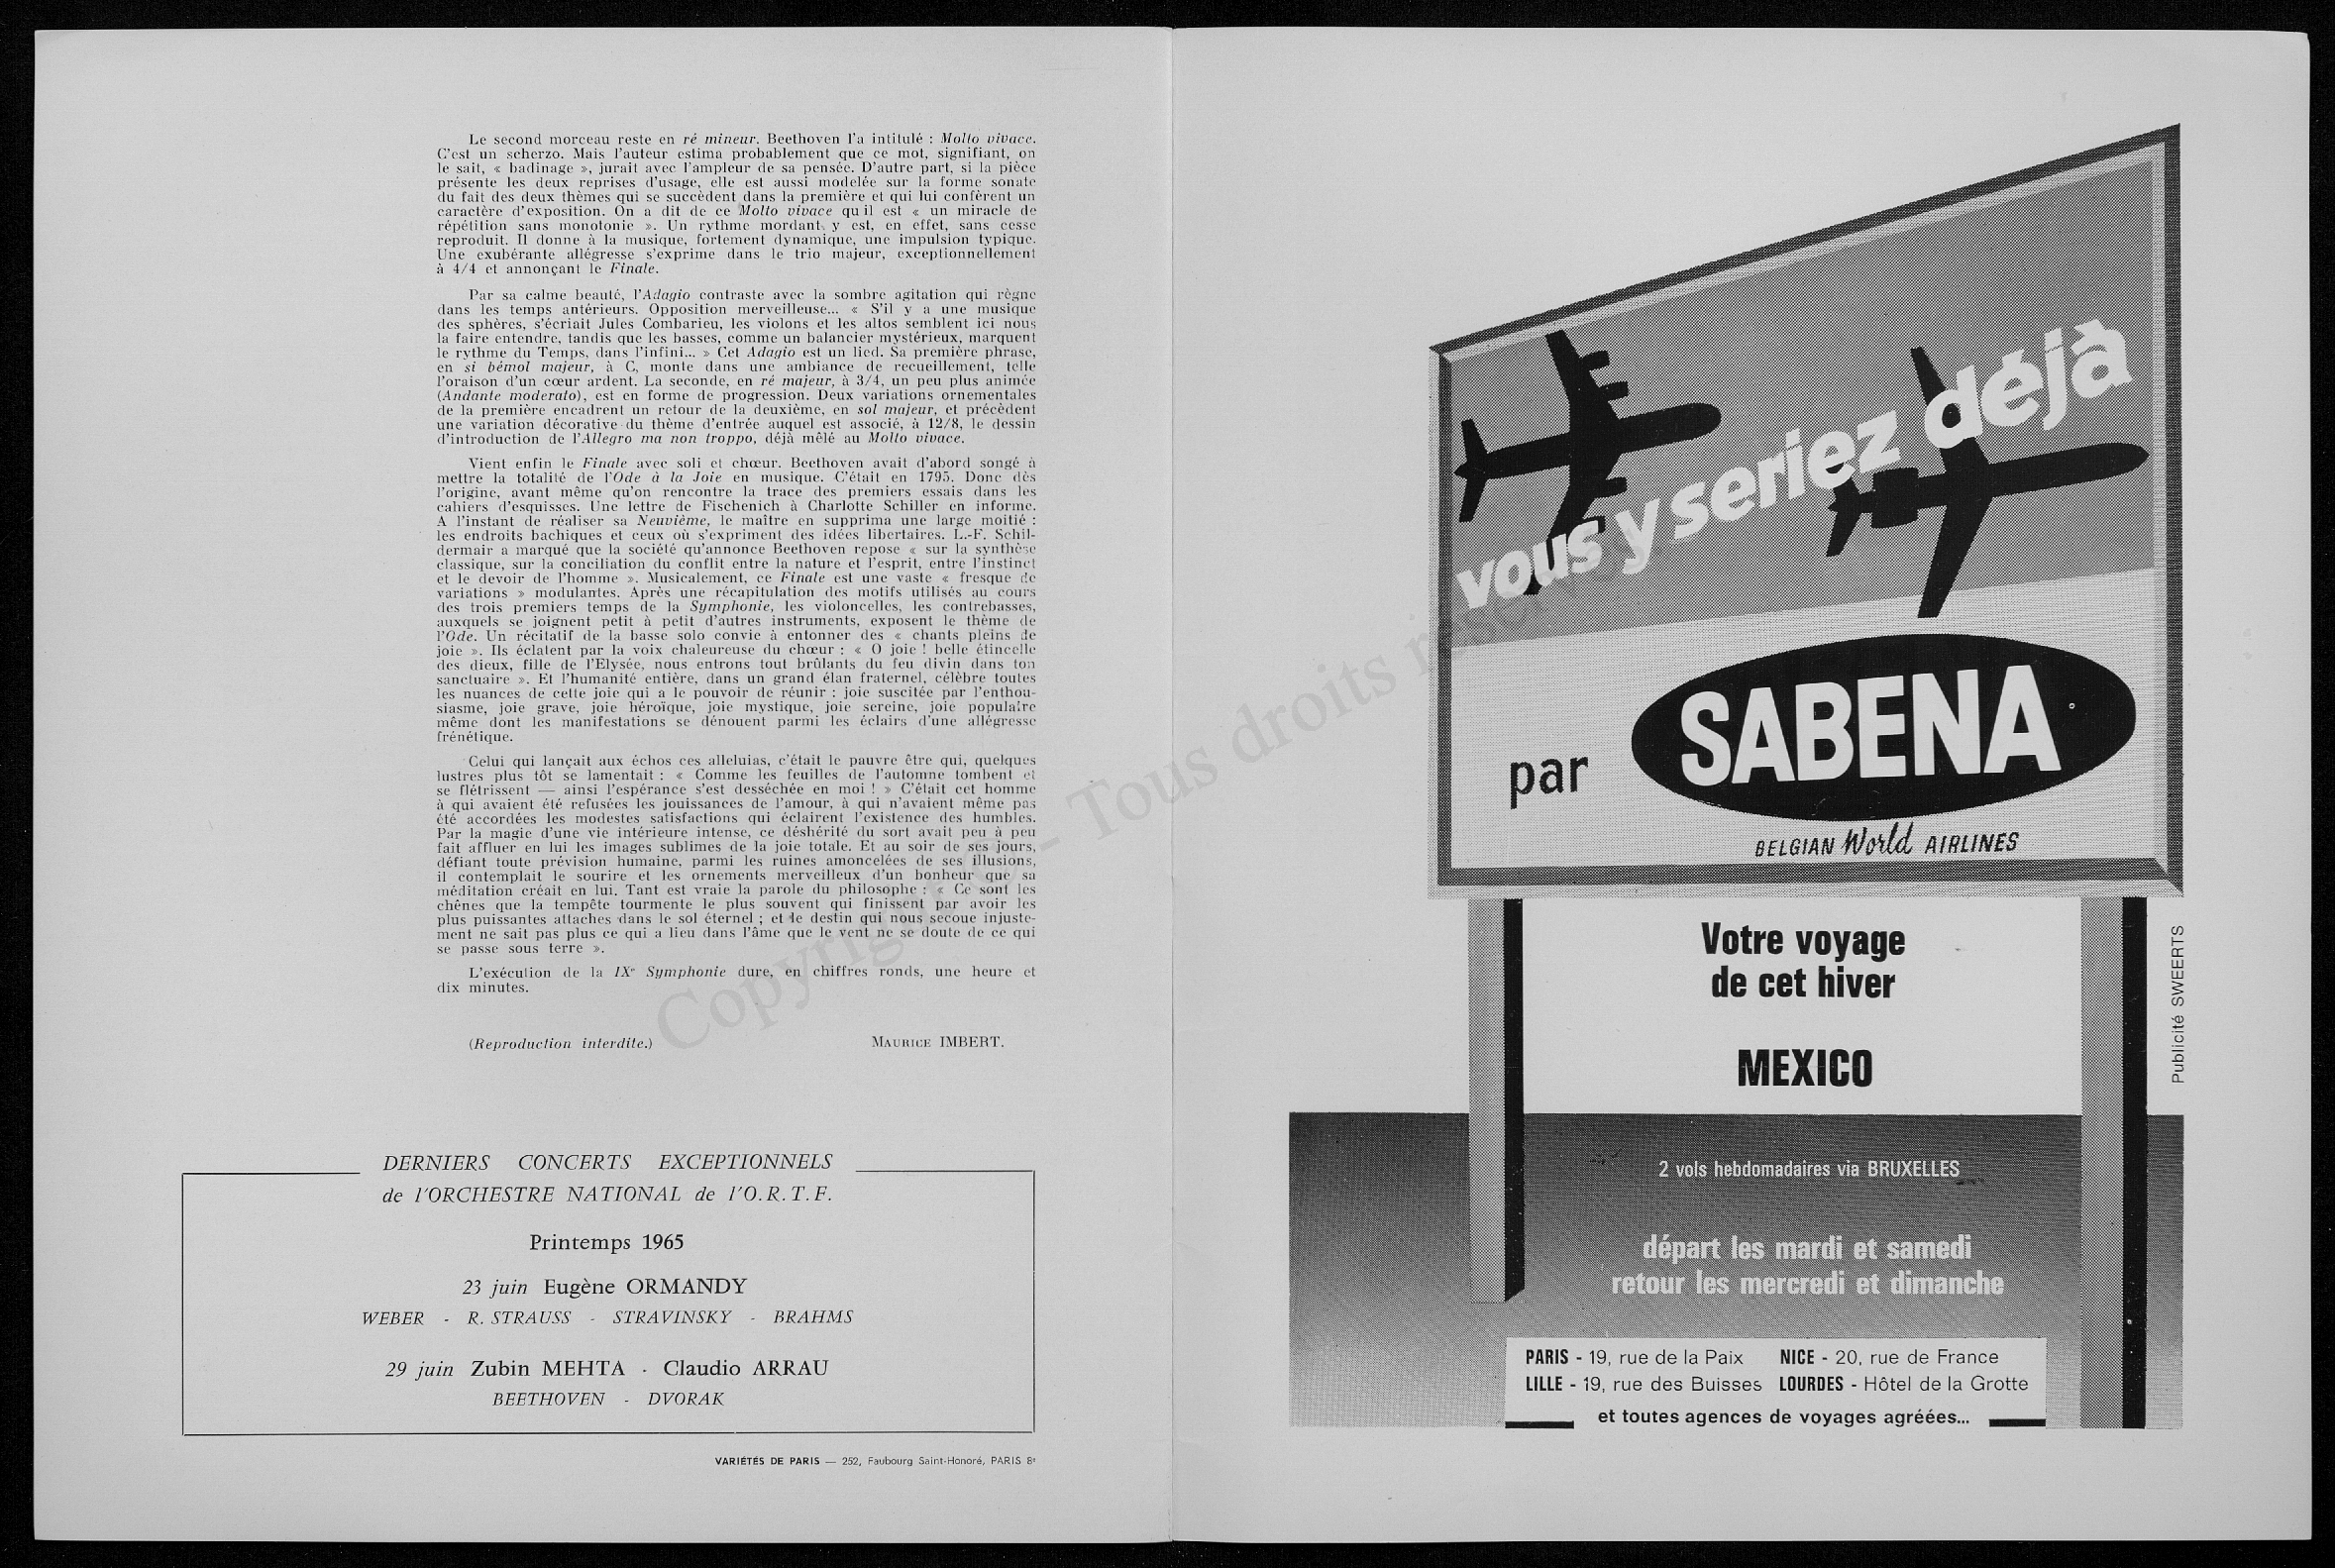 Le second morceau reste en ré mineur. Beethoven l'a intitulé : Molto vivace.
C'est un scherzo. Mais l'auteur estima probablement que ce mot, signifiant, on
le sait, « badinage », jurait avec l'ampleur de sa pensée. D'autre part, si la pièce
présente les deux reprises d'usage, elle est aussi modelée sur la forme sonate
du fait des deux thèmes qui se succèdent dans la première et qui lui confèrent un
caractère d'exposition. On a dit de ce Molto vivace qu il est « un miracle de
répétition sans monotonie ». Un rythme mordant y est, en effet, sans cesse
reproduit. Il donne à la musique, fortement dynamique, une impulsion typique.
Une exubérante allégresse s'exprime dans le trio majeur, exceptionnellement
à 4/4 et annonçant le Finale.
Par sa calme beauté, l'Adagio contraste avec la sombre agitation qui règne
dans les temps antérieurs. Opposition merveilleuse... « S'il y a une musique
des sphères, s'écriait Jules Combarieu, les violons et les altos semblent ici nous
la faire entendre, tandis que les basses, comme un balancier mystérieux, marquent
le rythme du Temps, dans l'infini... » Cet Adagio est un lied. Sa première phrase,
en si bémol majeur, à C, monte dans une ambiance de recueillement, telle
l'oraison d'un cœur ardent. La seconde, en ré majeur, à 3/4, un peu plus animée
(Andante moderato), est en forme de progression. Deux variations ornementales
de la première encadrent un retour de la deuxième, en sol majeur, et précèdent
une variation décorative du thème d'entrée auquel est associé, à 12/8, le dessin
d'introduction de l'Allegro ma non troppo, déjà mêlé au Molto vivace.
Vient enfin le Finale avec soli et chœur. Beethoven avait d'abord songé à
mettre la totalité de l'Ode à la Joie en musique. C'était en 1795. Donc dès
l'origine, avant même qu'on rencontre la trace des premiers essais dans les
cahiers d'esquisses. Une lettre de Fischenich à Charlotte Schiller en informe.
A l'instant de réaliser sa Neuvième, le maître en supprima une large moitié :
les endroits bachiques et ceux où s'expriment des idées libertaires. L.-F. Schil-
dermair a marqué que la société qu'annonce Beethoven repose « sur la synthèse
classique, sur la conciliation du conflit entre la nature et l'esprit, entre l'instinct
et le devoir de l'homme ». Musicalement, ce Finale est une vaste « fresque de
variations » modulantes. Après une récapitulation des motifs utilisés au cours
des trois premiers temps de la Symphonie, les violoncelles, les contrebasses,
auxquels se joignent petit à petit d'autres instruments, exposent le thème de
l'Ode. Un récitatif de la basse solo convie à entonner des « chants pleins de
joie ». Ils éclatent par la voix chaleureuse du chœur : « O joie ! belle étincelle
des dieux, fille de l'Elysée, nous entrons tout brûlants du feu divin dans ton
sanctuaire ». Et l'humanité entière, dans un grand élan fraternel, célèbre toutes
les nuances de cette joie qui a le pouvoir de réunir : joie suscitée par l'enthou-
siasme, joie grave, joie héroïque, joie mystique, joie sereine, joie populaire
même dont les manifestations se dénouent parmi les éclairs d'une allégresse
frénétique.
Celui qui lançait aux échos ces alleluias, c'était le pauvre être qui, quelques
lustres plus tôt se lamentait : « Comme les feuilles de l'automne tombent et
se flétrissent — ainsi l'espérance s'est desséchée en moi ! » C'était cet homme
à qui avaient été refusées les jouissances de l'amour, à qui n'avaient même pas
été accordées les modestes satisfactions qui éclairent l'existence des humbles.
Par la magie d'une vie intérieure intense, ce déshérité du sort avait peu à peu
fait affluer en lui les images sublimes de la joie totale. Et au soir de ses jours,
défiant toute prévision humaine, parmi les ruines amoncelées de ses illusions,
il contemplait le sourire et les ornements merveilleux d'un bonheur que sa
méditation créait en lui. Tant est vraie la parole du philosophe : « Ce sont les
chênes que la tempête tourmente le plus souvent qui finissent par avoir les
plus puissantes attaches dans le sol éternel ; et le destin qui nous secoue injuste-
ment ne sait pas plus ce qui a lieu dans l'âme que le vent ne se doute de ce qui
se passe sous terre ».
L'exécution de la IXe Symphonie dure, en chiffres ronds, une heure et
dix minutes.
(Reproduction interdite.) MAURICE IMBERT.
DERNIERS CONCERTS EXCEPTIONNELS
de l'ORCHESTRE NATIONAL de l'O.R.T.F.
Printemps 1965
23 juin Eugène ORMANDY
WEBER - R. STRAUSS - STRAVINSKY - BRAHMS
29 juin Zubin MEHTA - Claudio ARRAU
BEETHOVEN - DVORAK
VARIÉTÉS DE PARIS — 252, Faubourg Saint-Honoré, PARIS 8e
Copyright © - Tous droits réservés
vous y seriez déjà
par SABENA
BELGIAN World AIRLINES
Votre voyage
de cet hiver
MEXICO
2 vols hebdomadaires via BRUXELLES
départ les mardi et samedi
retour les mercredi et dimanche
PARIS - 19, rue de la Paix NICE - 20, rue de France
LILLE - 19, rue des Buisses LOURDES - Hôtel de la Grotte
et toutes agences de voyages agréées...
Publicité SWEERTS